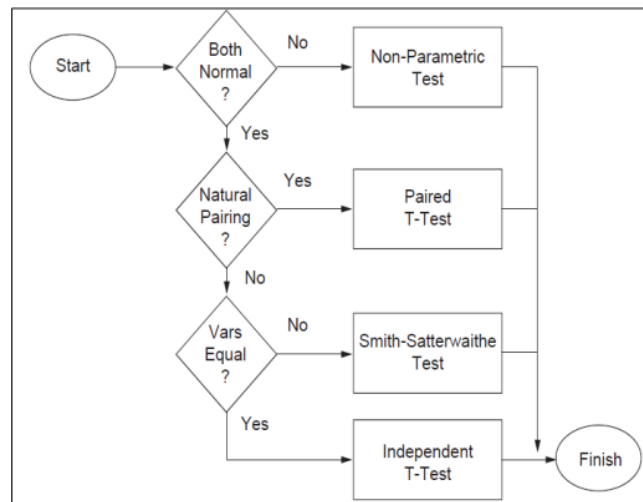 Start
Both
Normal
?
No
Non-Parametric
Test
Yes
Natural
Pairing
?
Yes
Paired
T-Test
No
Vars
Equal
?
No
Smith-Satterwaithe
Test
Yes
Independent
T-Test
Finish